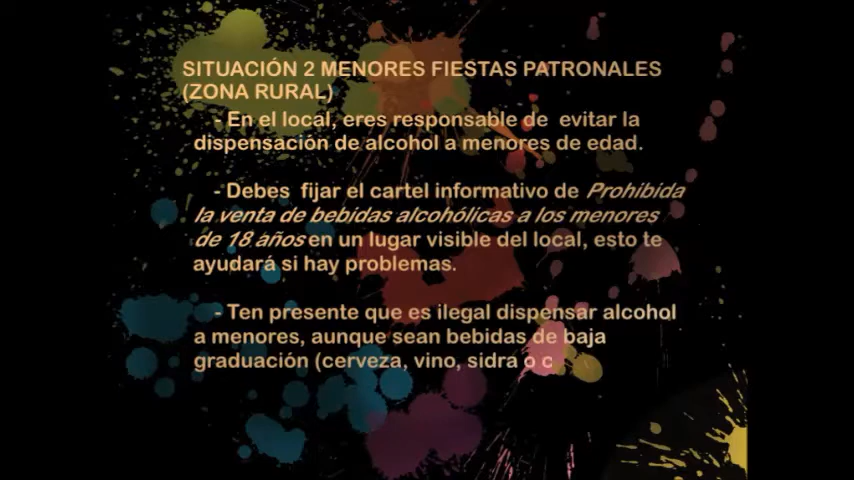 SITUACIÓN 2 MENORES FIESTAS PATRONALES
(ZONA RURAL)
- En el local, eres responsable de evitar la
dispensación de alcohol a menores de edad.
- Debes fijar el cartel informativo de Prohibida
la venta de bebidas alcohólicas a los menores
de 18 años en un lugar visible del local, esto te
ayudará si hay problemas.
- Ten presente que es ilegal dispensar alcohol
a menores, aunque sean bebidas de baja
graduación (cerveza, vino, sidra o c